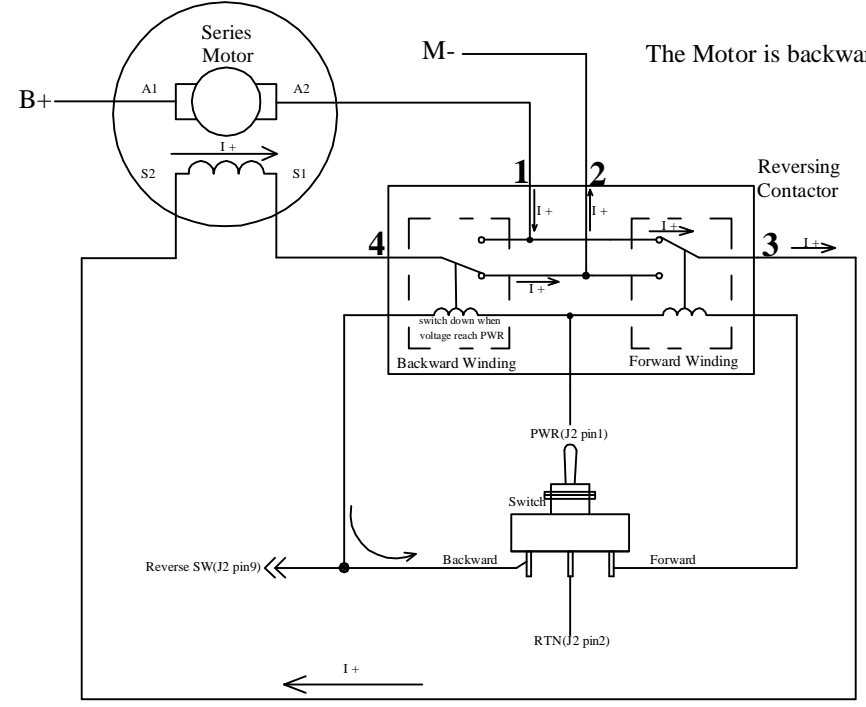 Series
Motor
M-
The Motor is backwar
B+
A1
A2
I +
S2
S1
1
2
Reversing
Contactor
I +
I +
I +
4
3
I +
I +
switch down when
voltage reach PWR
Backward Winding
Forward Winding
PWR(J2 pin1)
Switch
Reverse SW(J2 pin9)
Backward
Forward
RTN(J2 pin2)
I +